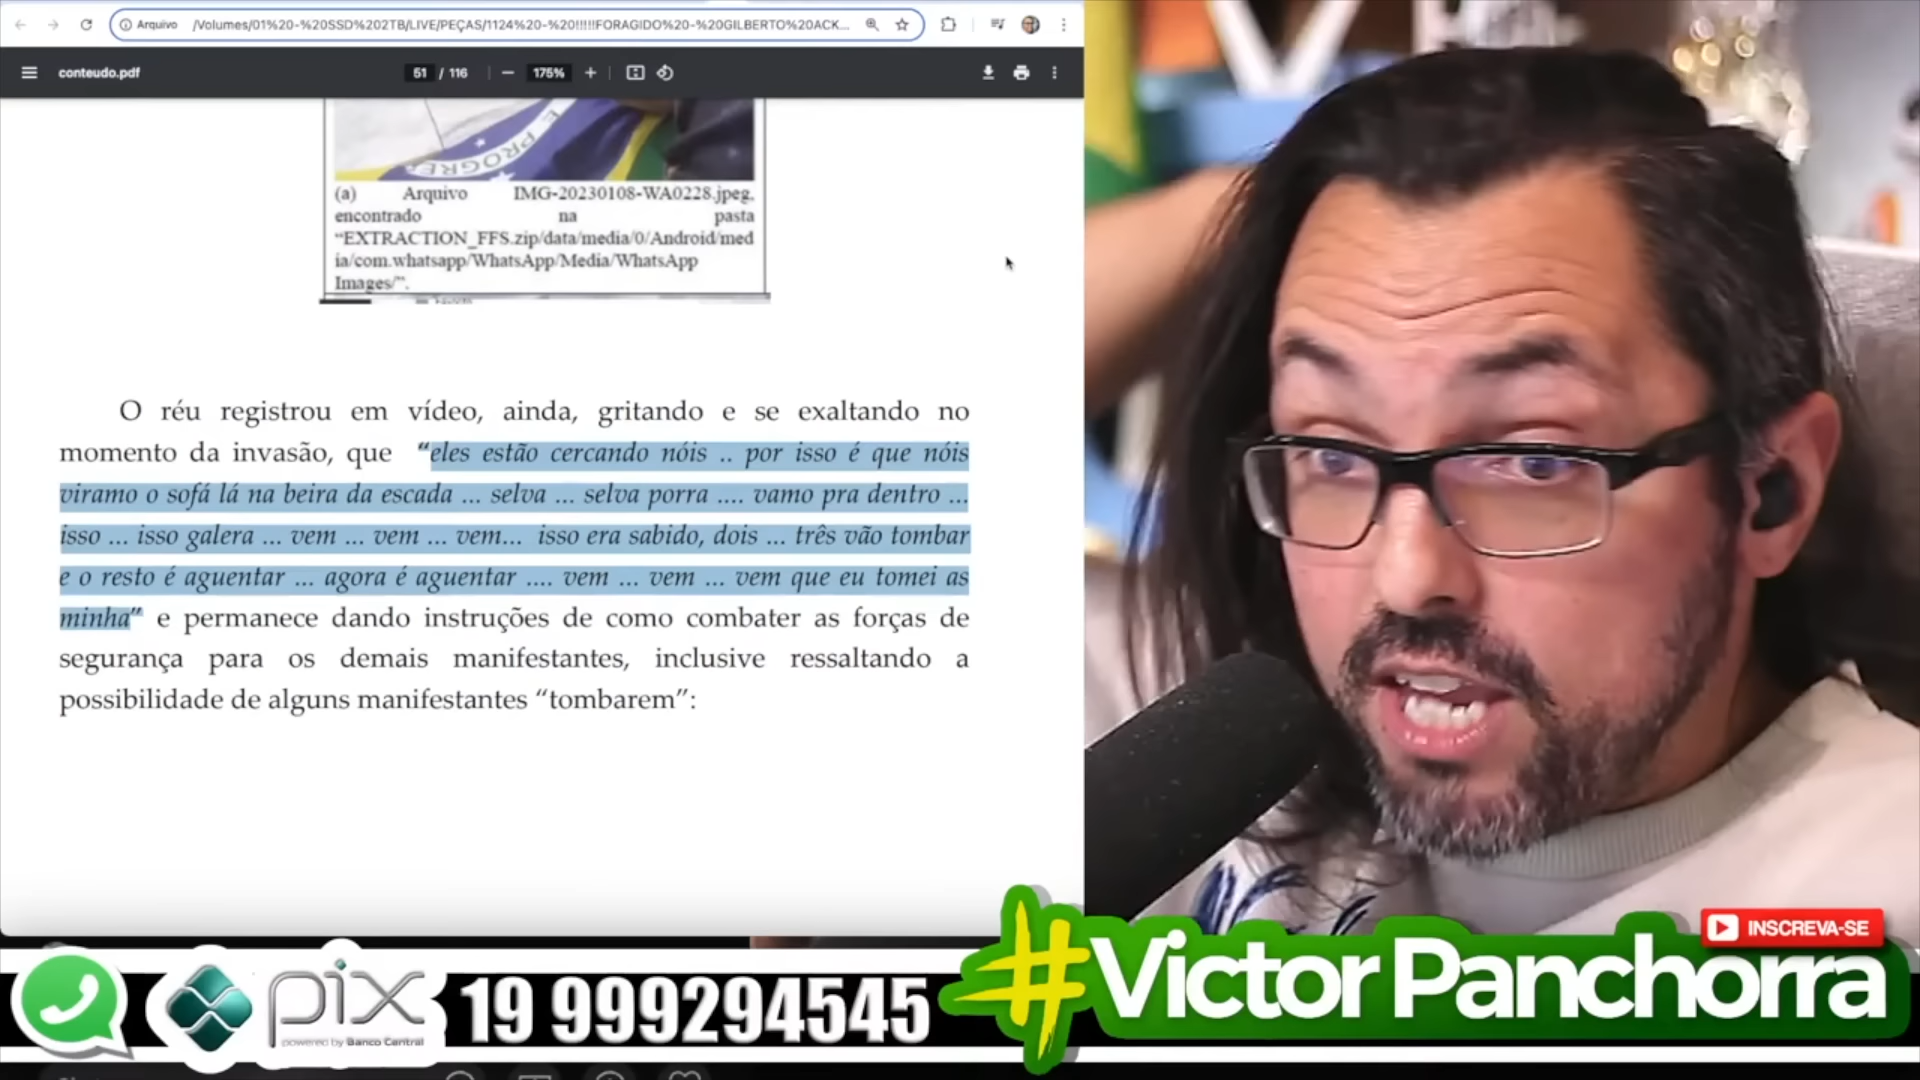 Arquivo /Volumes/01%20-%20SSD%202TB/LIVE/PEÇAS/1124%20-%20!!!!!FORAGIDO%20-%20GILBERTO%20ACK...
conteudo.pdf 51 / 116 175%
E PROGRE
(a) Arquivo IMG-20230108-WA0228.jpeg,
encontrado na pasta
“EXTRACTION_FFS.zip/data/media/0/Android/med
ia/com.whatsapp/WhatsApp/Media/WhatsApp
Images/”.
O réu registrou em vídeo, ainda, gritando e se exaltando no
momento da invasão, que “eles estão cercando nóis .. por isso é que nóis
viramo o sofá lá na beira da escada ... selva ... selva porra .... vamo pra dentro ...
isso ... isso galera ... vem ... vem ... vem... isso era sabido, dois ... três vão tombar
e o resto é aguentar ... agora é aguentar .... vem ... vem ... vem que eu tomei as
minha” e permanece dando instruções de como combater as forças de
segurança para os demais manifestantes, inclusive ressaltando a
possibilidade de alguns manifestantes “tombarem”:
INSCREVA-SE
pix
powered by Banco Central
19 999294545
#Victor Panchorra